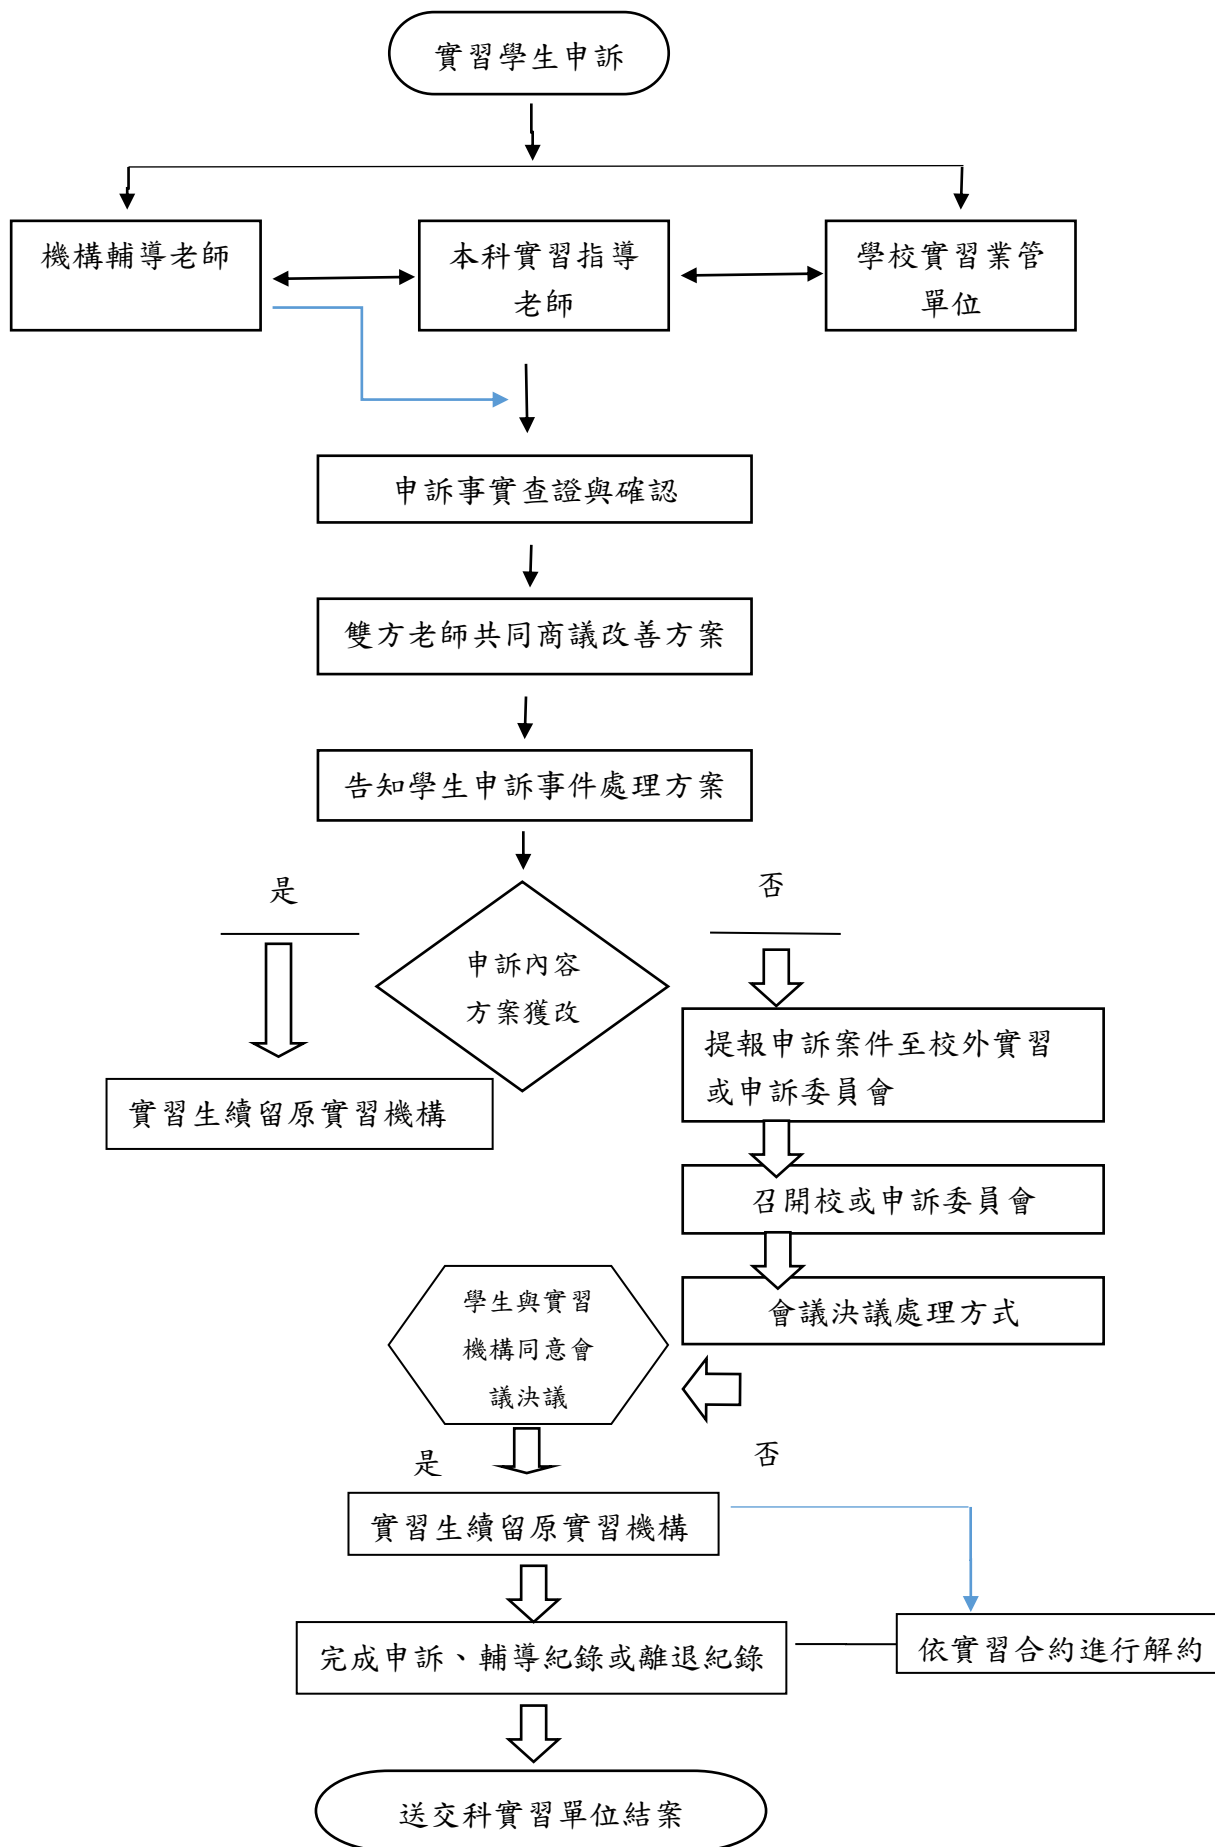 實習學生申訴
機構輔導老師
本科實習指導
老師
學校實習業管
單位
申訴事實查證與確認
雙方老師共同商議改善方案
告知學生申訴事件處理方案
是
否
申訴內容
方案獲改
提報申訴案件至校外實習
或申訴委員會
實習生續留原實習機構
召開校或申訴委員會
會議決議處理方式
學生與實習
機構同意會
議決議
是
否
實習生續留原實習機構
完成申訴、輔導紀錄或離退紀錄
依實習合約進行解約
送交科實習單位結案